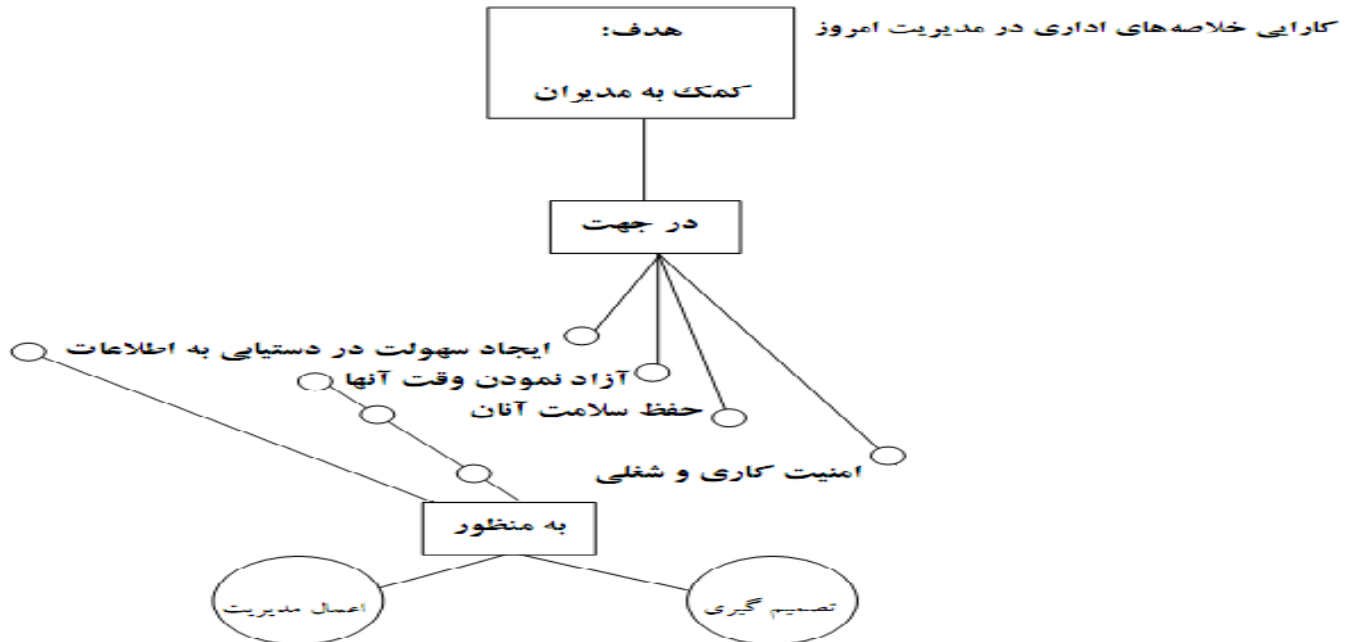 کارایی خلاصه‌های اداری در مدیریت امروز
هدف:
کمک به مدیران
در جهت
ایجاد سهولت در دستیابی به اطلاعات
آزاد نمودن وقت آنها
حفظ سلامت آنان
امنیت کاری و شغلی
به منظور
تصمیم گیری
اعمال مدیریت